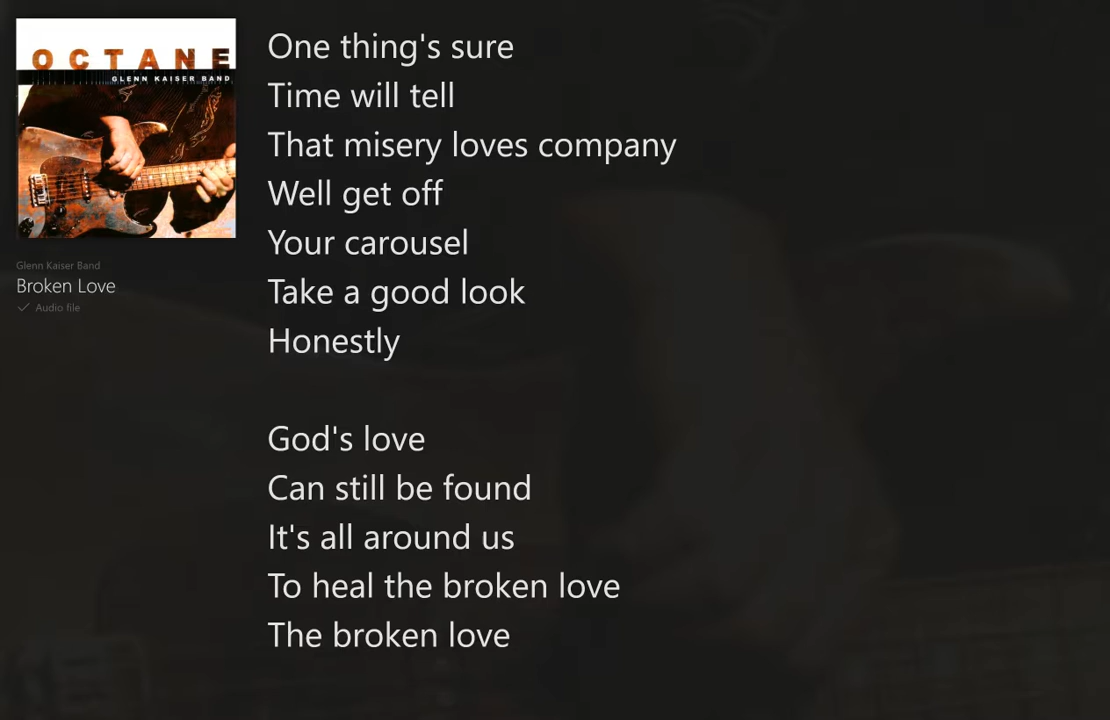 OCTANE
GLENN KAISER BAND
Glenn Kaiser Band
Broken Love
Audio file
One thing's sure
Time will tell
That misery loves company
Well get off
Your carousel
Take a good look
Honestly
God's love
Can still be found
It's all around us
To heal the broken love
The broken love